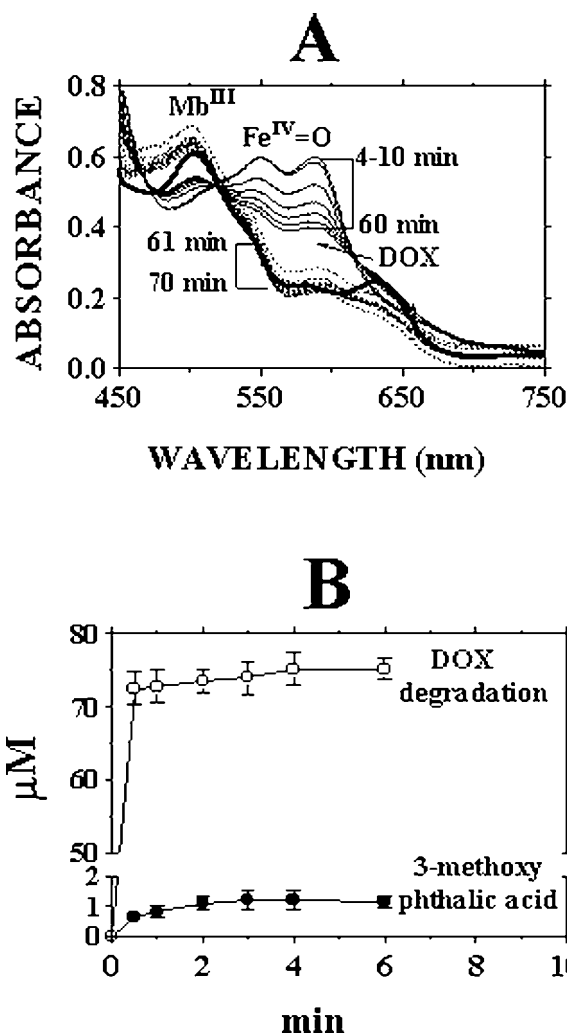 A
ABSORBANCE
0.8
0.6
0.4
0.2
0.0
Mb^III
Fe^IV=O
4-10 min
60 min
DOX
61 min
70 min
450
550
650
750
WAVELENGTH (nm)
B
μM
80
70
60
50
2
1
0
DOX
degradation
3-methoxy
phthalic acid
0
2
4
6
8
10
min